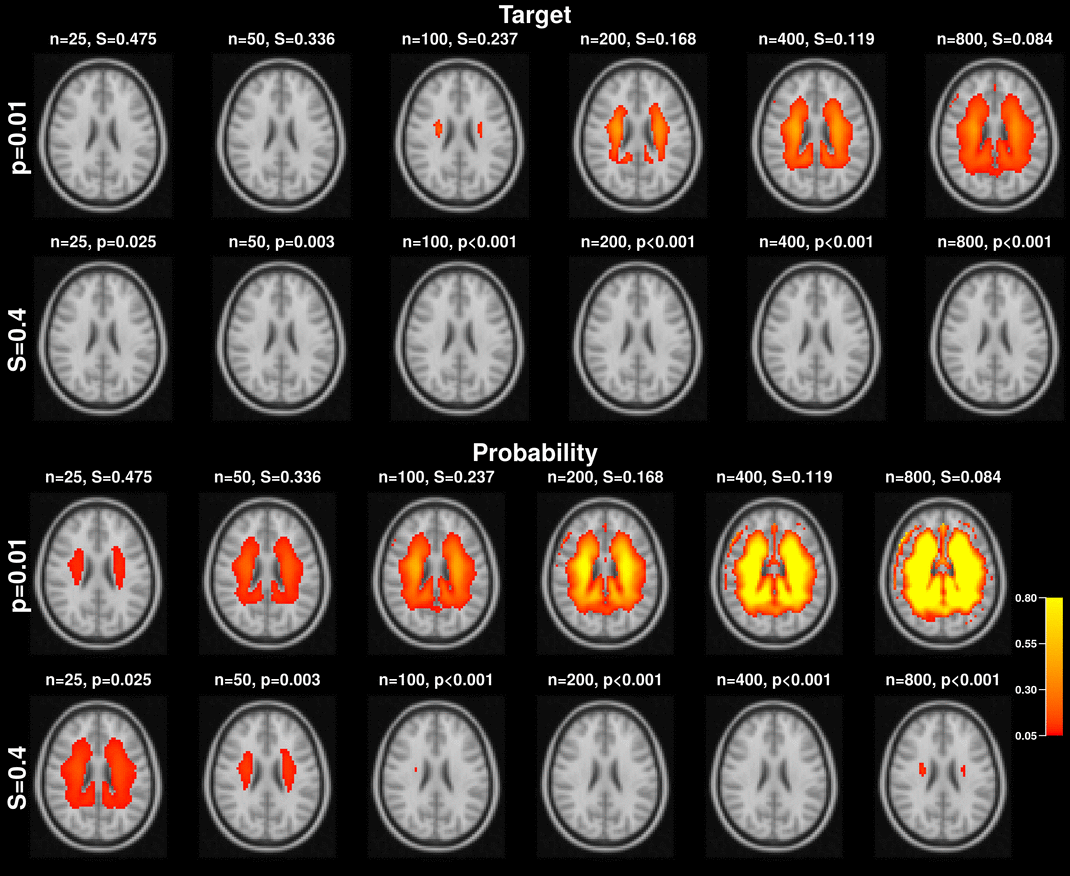 Target
n=25, S=0.475 n=50, S=0.336 n=100, S=0.237 n=200, S=0.168 n=400, S=0.119 n=800, S=0.084
p=0.01
n=25, p=0.025 n=50, p=0.003 n=100, p<0.001 n=200, p<0.001 n=400, p<0.001 n=800, p<0.001
S=0.4
Probability
n=25, S=0.475 n=50, S=0.336 n=100, S=0.237 n=200, S=0.168 n=400, S=0.119 n=800, S=0.084
p=0.01
0.80
0.55
0.30
0.05
n=25, p=0.025 n=50, p=0.003 n=100, p<0.001 n=200, p<0.001 n=400, p<0.001 n=800, p<0.001
S=0.4